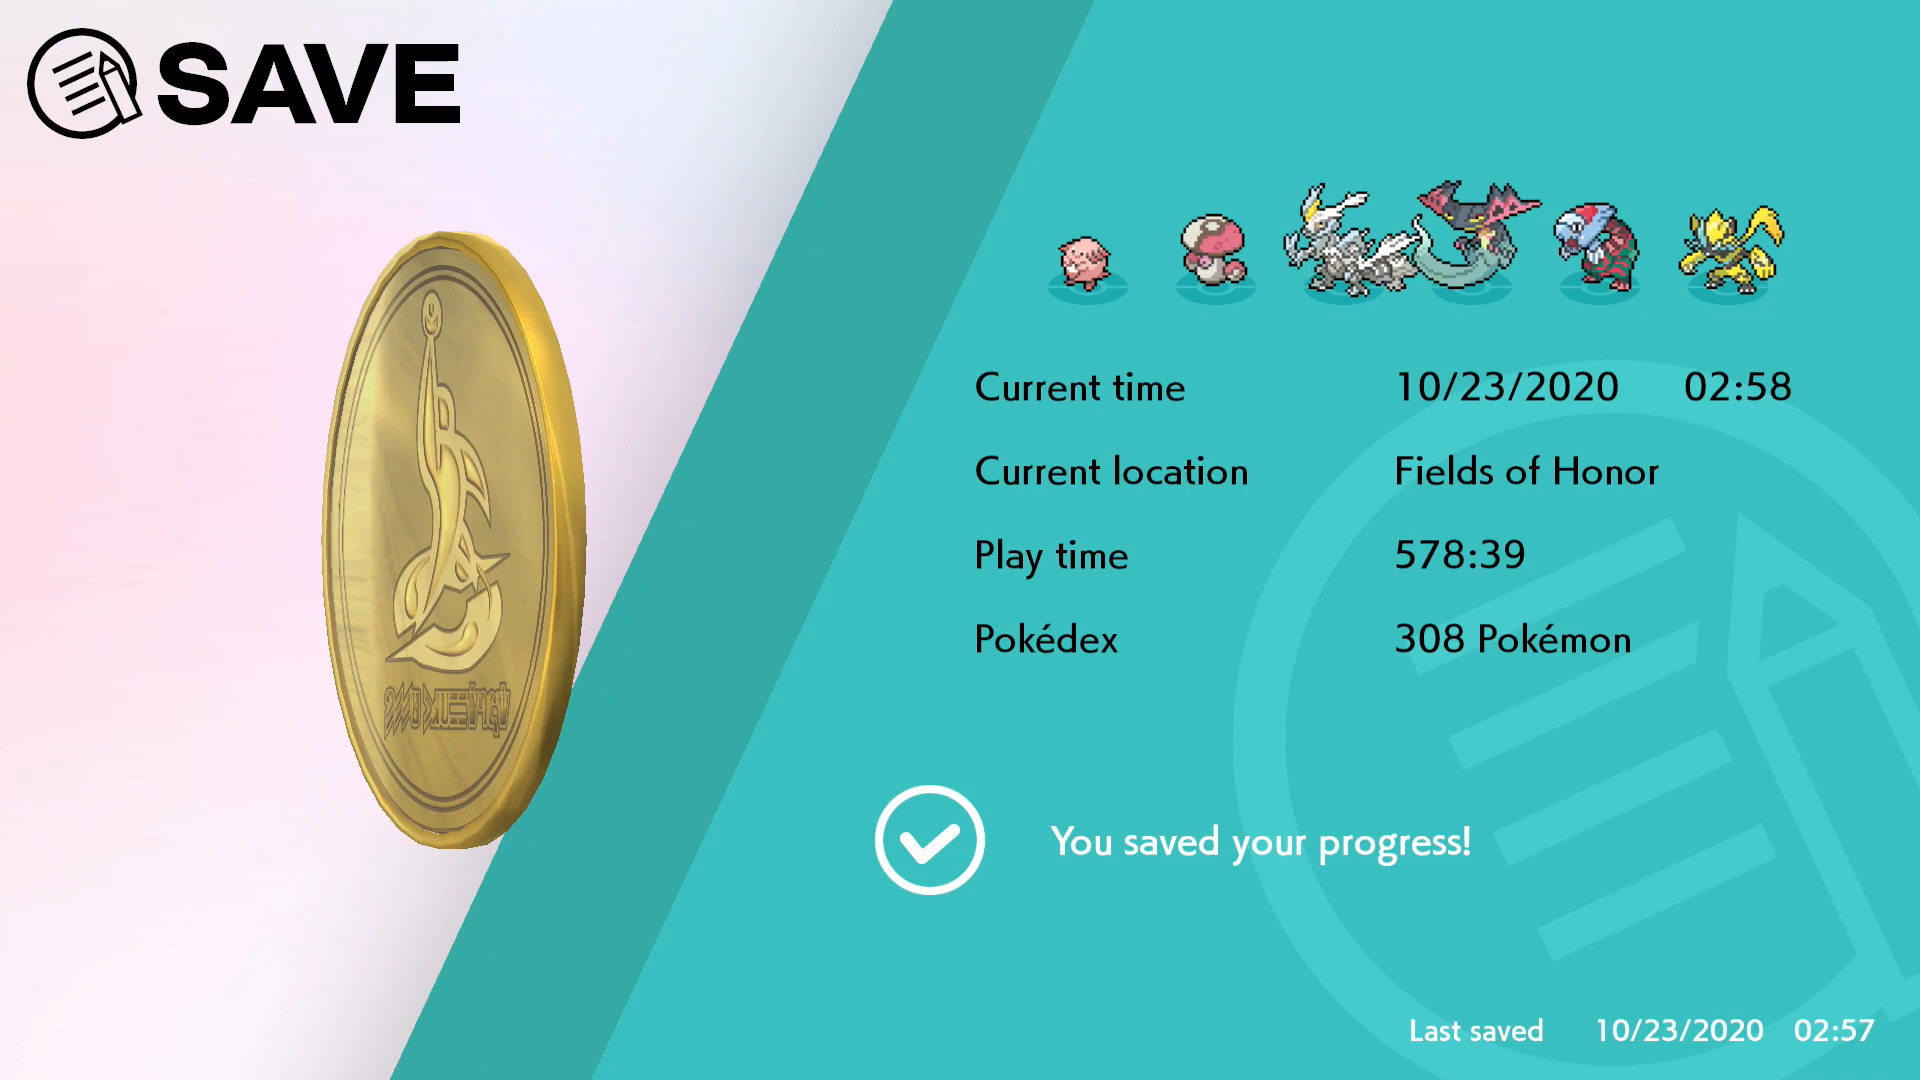 SAVE
Current time 10/23/2020 02:58
Current location Fields of Honor
Play time 578:39
Pokédex 308 Pokémon
You saved your progress!
Last saved 10/23/2020 02:57